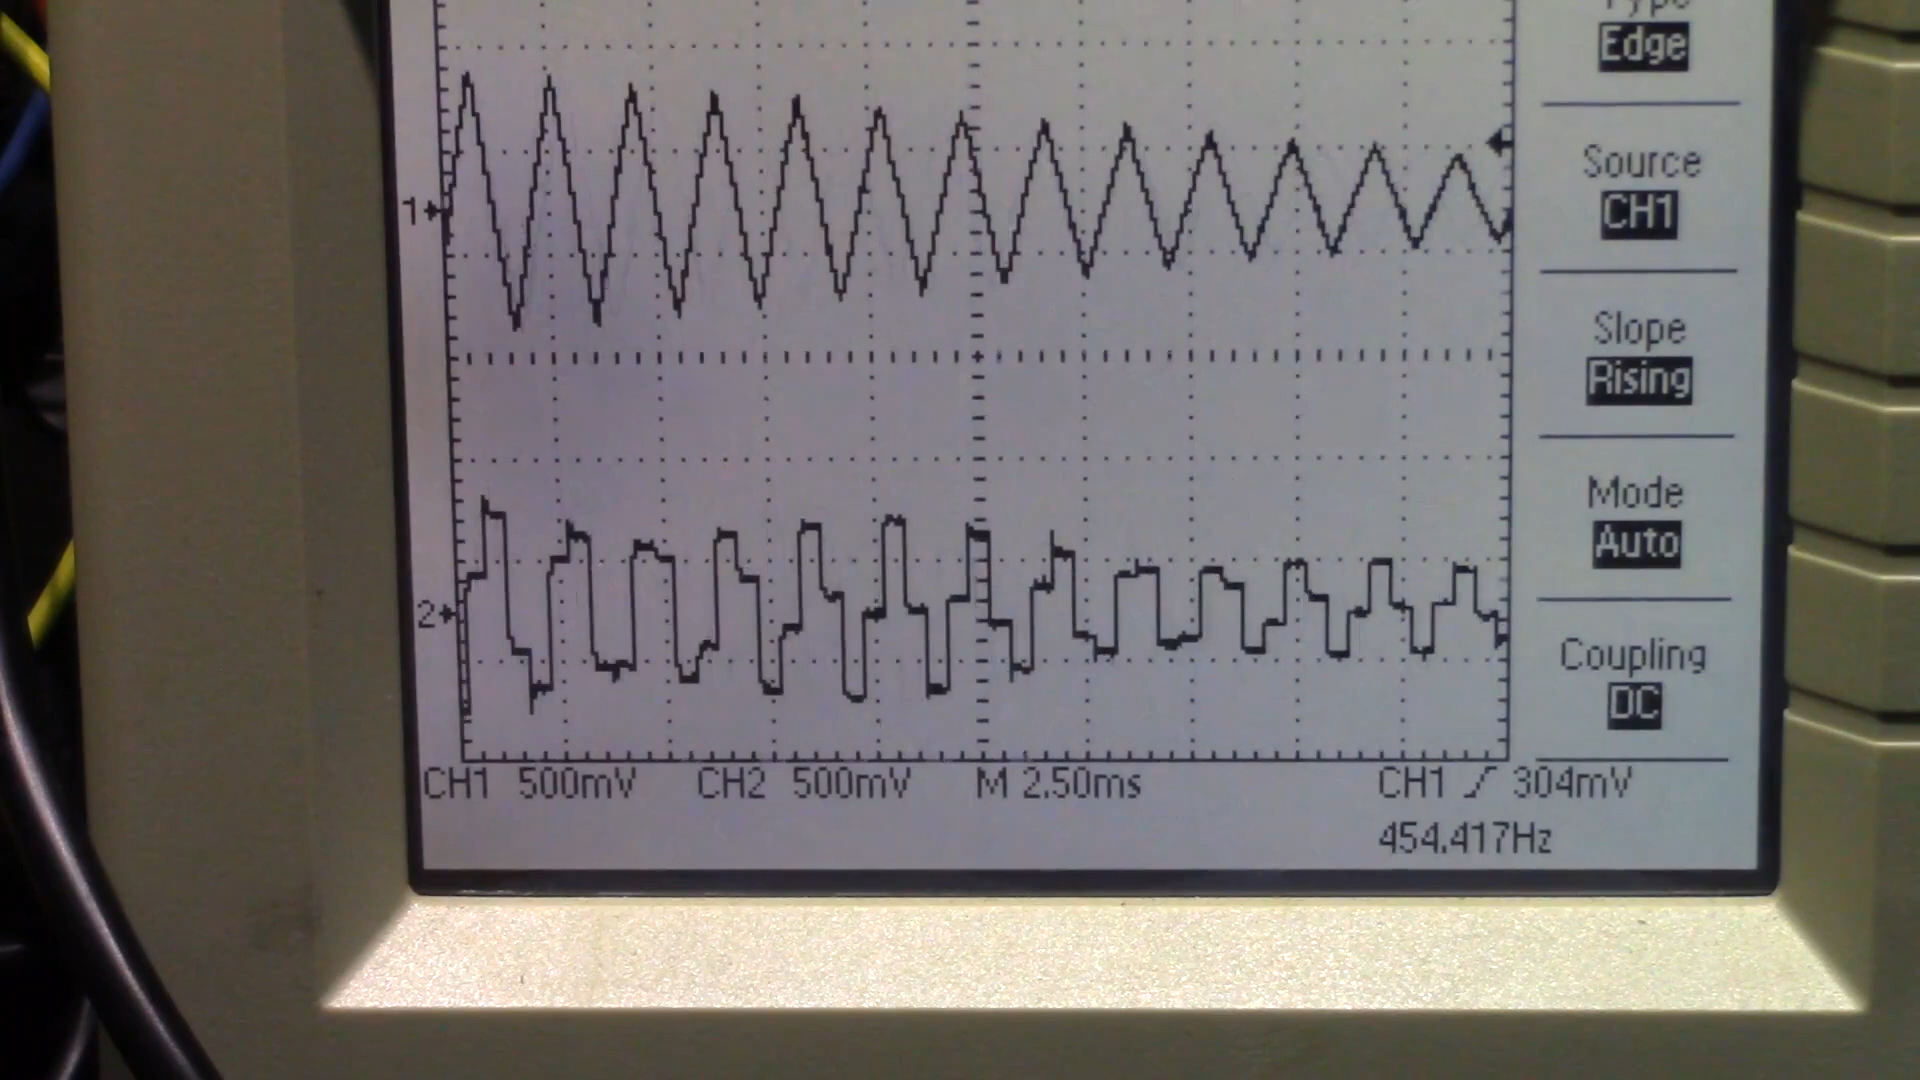 Type
Edge
Source
CH1
Slope
Rising
Mode
Auto
Coupling
DC
1
2
CH1 500mV CH2 500mV M 2.50ms CH1 304mV
454.417Hz